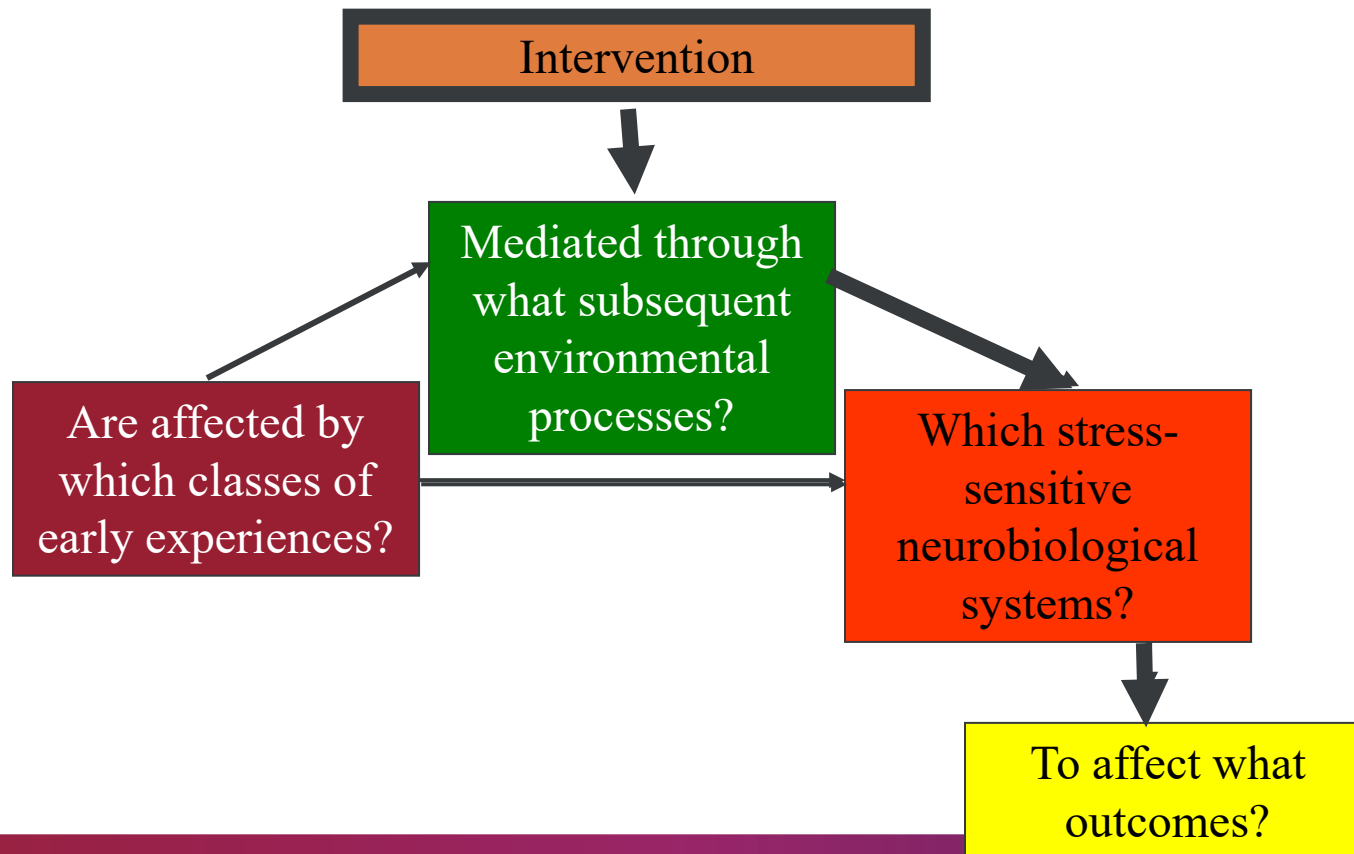 Intervention
Mediated through
what subsequent
environmental
processes?
Are affected by
which classes of
early experiences?
Which stress-
sensitive
neurobiological
systems?
To affect what
outcomes?